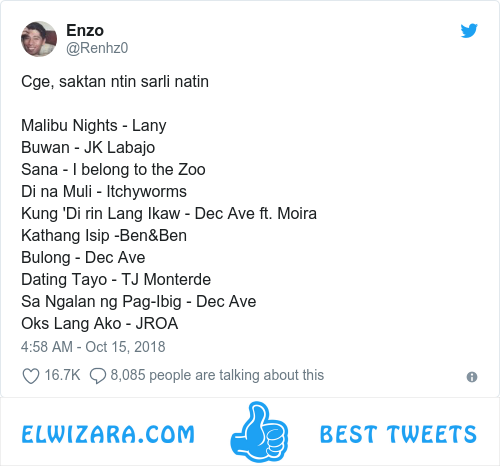 Enzo
@Renhz0
Cge, saktan ntin sarli natin
Malibu Nights - Lany
Buwan - JK Labajo
Sana - I belong to the Zoo
Di na Muli - Itchyworms
Kung 'Di rin Lang Ikaw - Dec Ave ft. Moira
Kathang Isip -Ben&Ben
Bulong - Dec Ave
Dating Tayo - TJ Monterde
Sa Ngalan ng Pag-Ibig - Dec Ave
Oks Lang Ako - JROA
4:58 AM - Oct 15, 2018
16.7K 8,085 people are talking about this
ELWIZARA.COM BEST TWEETS